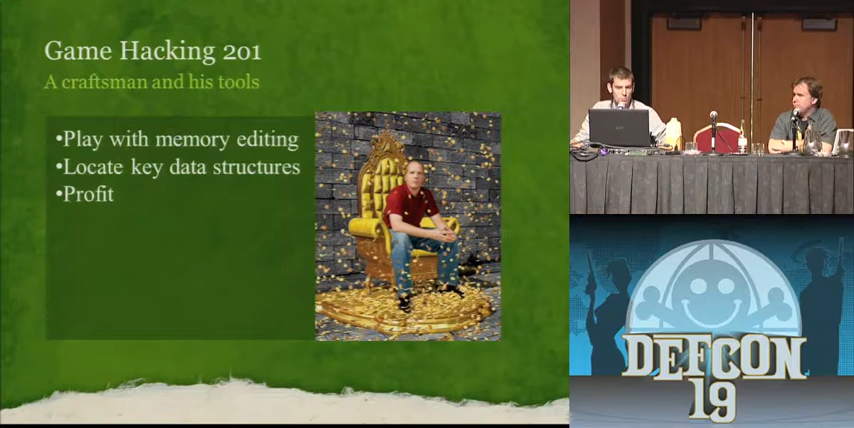 Game Hacking 201
A craftsman and his tools
•Play with memory editing
•Locate key data structures
•Profit
DEFCON
19